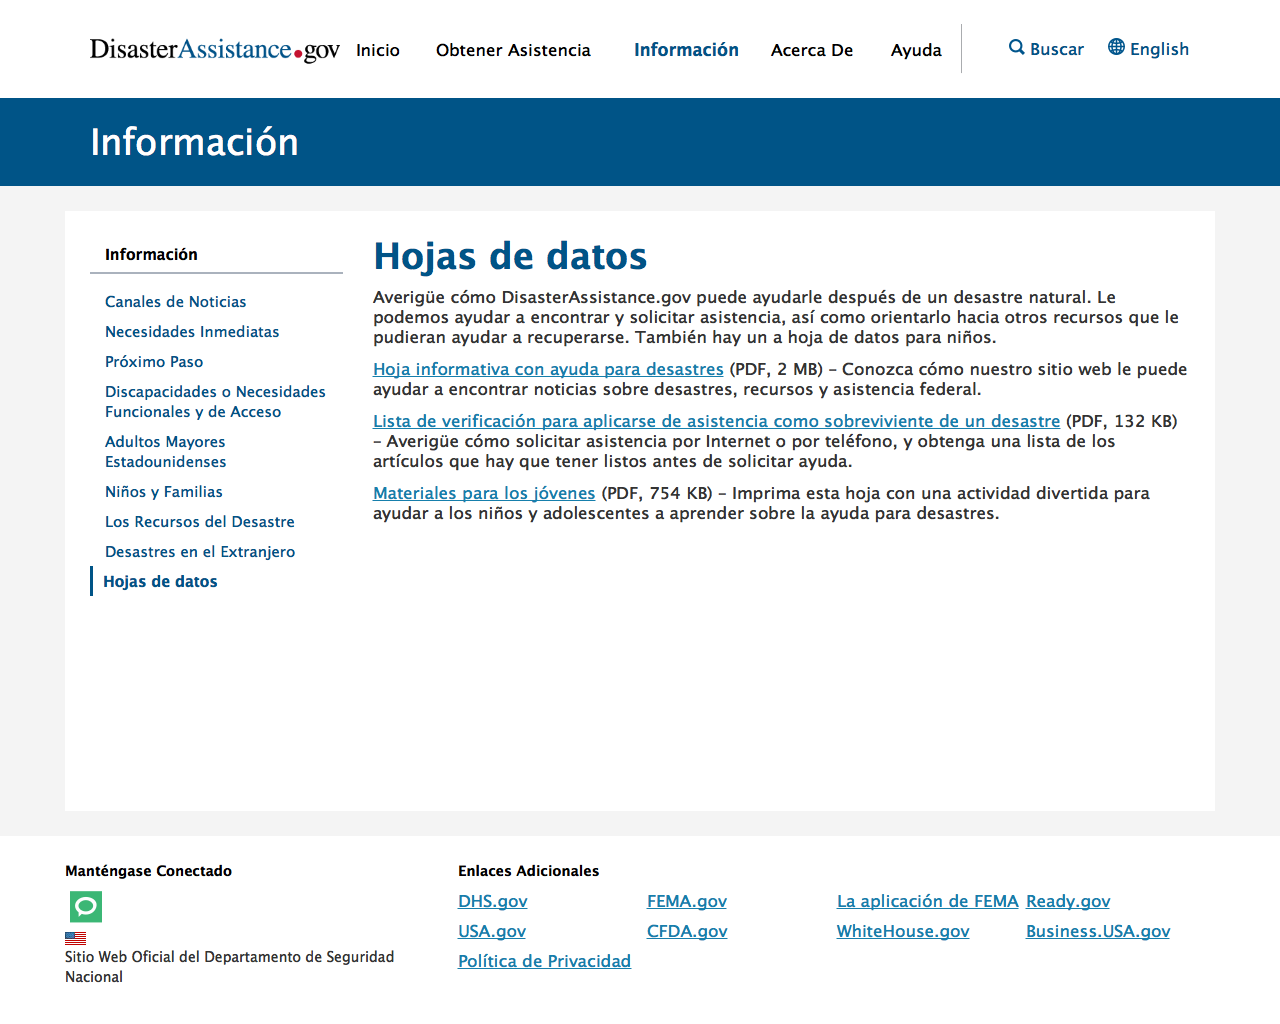 DisasterAssistance.gov Inicio Obtener Asistencia Información Acerca De Ayuda Buscar English
Información
Información
Canales de Noticias
Necesidades Inmediatas
Próximo Paso
Discapacidades o Necesidades
Funcionales y de Acceso
Adultos Mayores
Estadounidenses
Niños y Familias
Los Recursos del Desastre
Desastres en el Extranjero
Hojas de datos
Hojas de datos
Averigüe cómo DisasterAssistance.gov puede ayudarle después de un desastre natural. Le
podemos ayudar a encontrar y solicitar asistencia, así como orientarlo hacia otros recursos que le
pudieran ayudar a recuperarse. También hay un a hoja de datos para niños.
Hoja informativa con ayuda para desastres (PDF, 2 MB) – Conozca cómo nuestro sitio web le puede
ayudar a encontrar noticias sobre desastres, recursos y asistencia federal.
Lista de verificación para aplicarse de asistencia como sobreviviente de un desastre (PDF, 132 KB)
– Averigüe cómo solicitar asistencia por Internet o por teléfono, y obtenga una lista de los
artículos que hay que tener listos antes de solicitar ayuda.
Materiales para los jóvenes (PDF, 754 KB) – Imprima esta hoja con una actividad divertida para
ayudar a los niños y adolescentes a aprender sobre la ayuda para desastres.
Manténgase Conectado
Sitio Web Oficial del Departamento de Seguridad
Nacional
Enlaces Adicionales
DHS.gov FEMA.gov La aplicación de FEMA Ready.gov
USA.gov CFDA.gov WhiteHouse.gov Business.USA.gov
Política de Privacidad